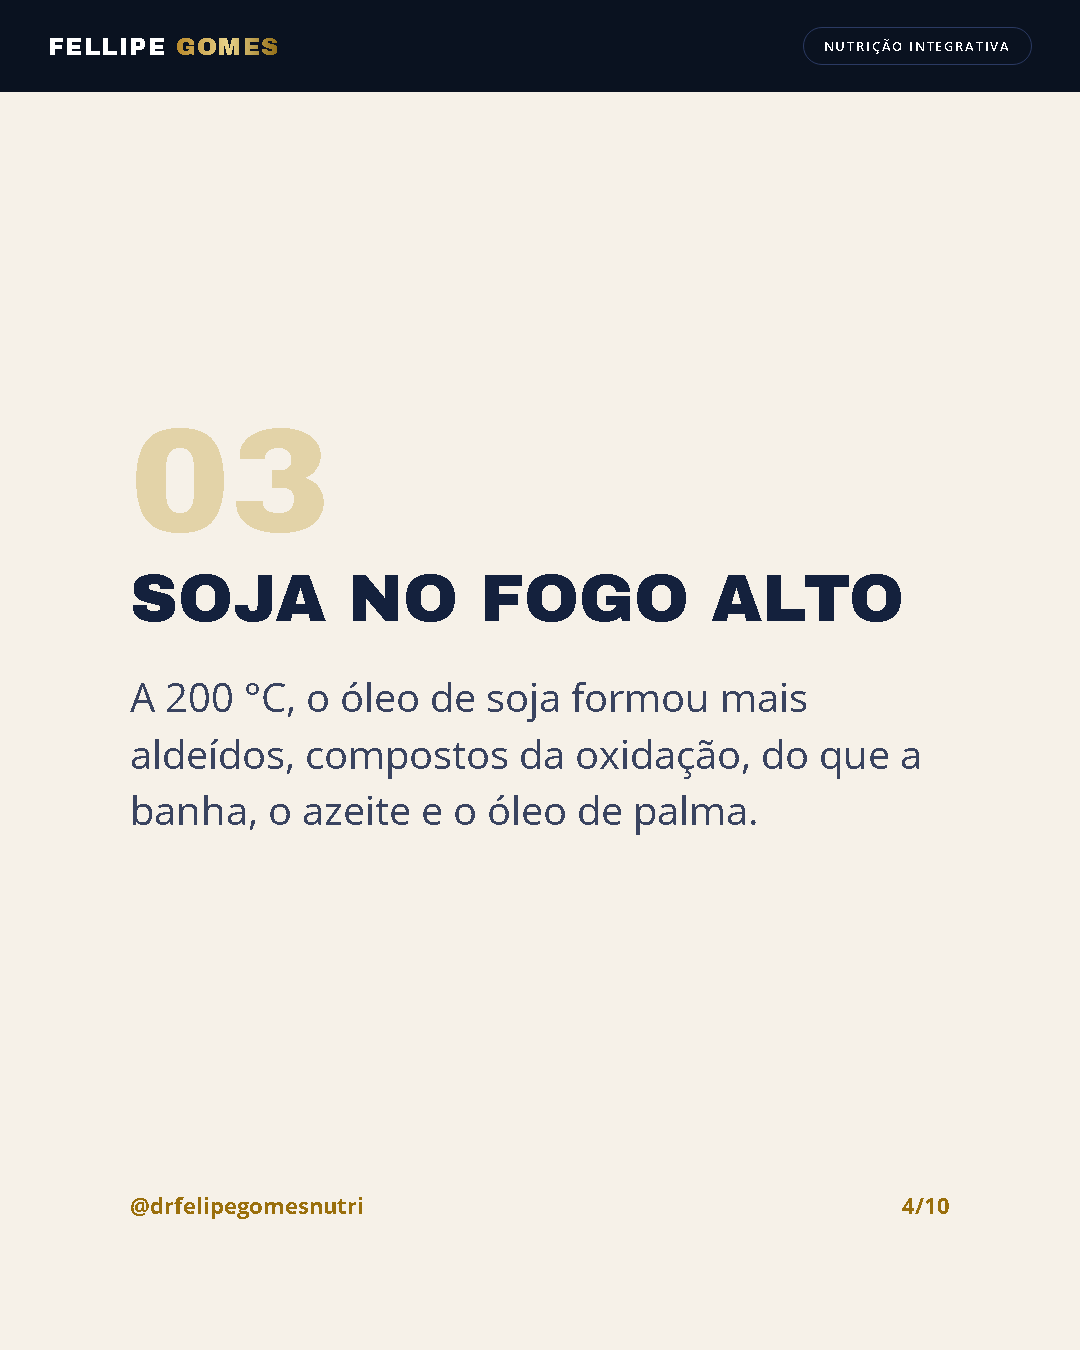 FELLIPE GOMES
NUTRIÇÃO INTEGRATIVA
03
SOJA NO FOGO ALTO
A 200 °C, o óleo de soja formou mais
aldeídos, compostos da oxidação, do que a
banha, o azeite e o óleo de palma.
@drfelipegomesnutri
4/10